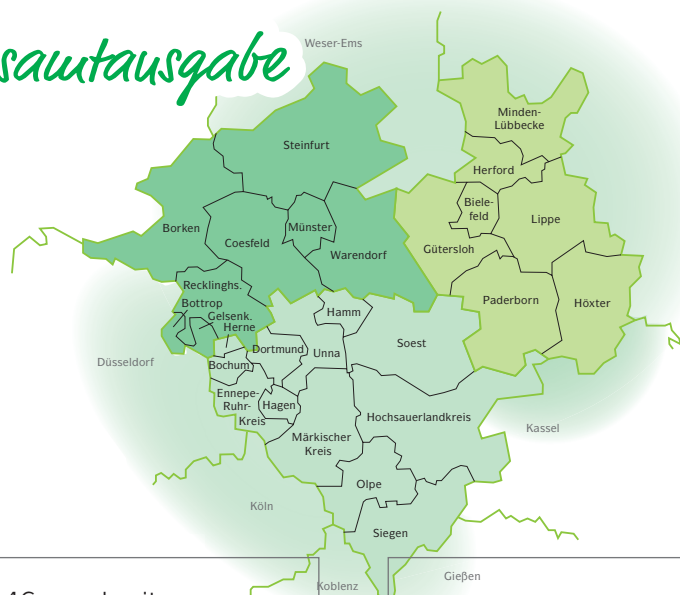 samtausgabe
Weser-Ems
Minden-
Lübbecke
Steinfurt
Herford
Biele-
feld
Lippe
Borken
Münster
Coesfeld
Warendorf
Gütersloh
Recklinghs.
Bottrop
Gelsenk.
Herne
Paderborn
Höxter
Hamm
Dortmund
Unna
Soest
Düsseldorf
Bochum
Ennepe-
Ruhr-
Kreis
Hagen
Hochsauerlandkreis
Kassel
Märkischer
Kreis
Olpe
Köln
Siegen
Gießen
Koblenz